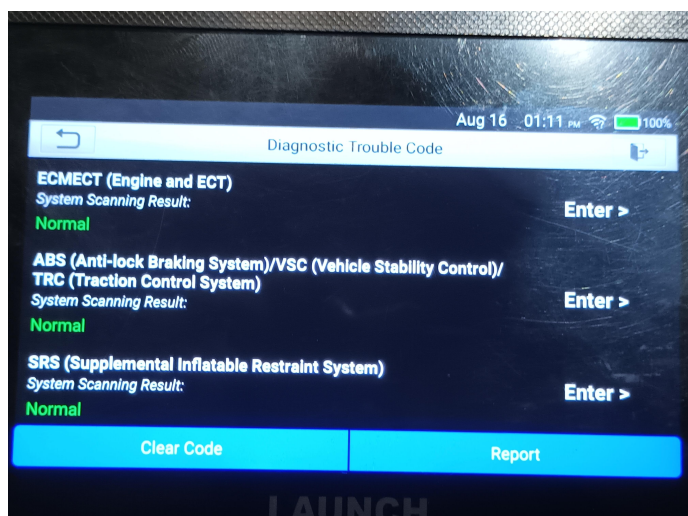 Aug 16 01:11 PM 100%
Diagnostic Trouble Code
ECMECT (Engine and ECT)
System Scanning Result:
Enter >
Normal
ABS (Anti-lock Braking System)/VSC (Vehicle Stability Control)/
TRC (Traction Control System)
System Scanning Result:
Enter >
Normal
SRS (Supplemental Inflatable Restraint System)
System Scanning Result:
Enter >
Normal
Clear Code Report
LAUNCH